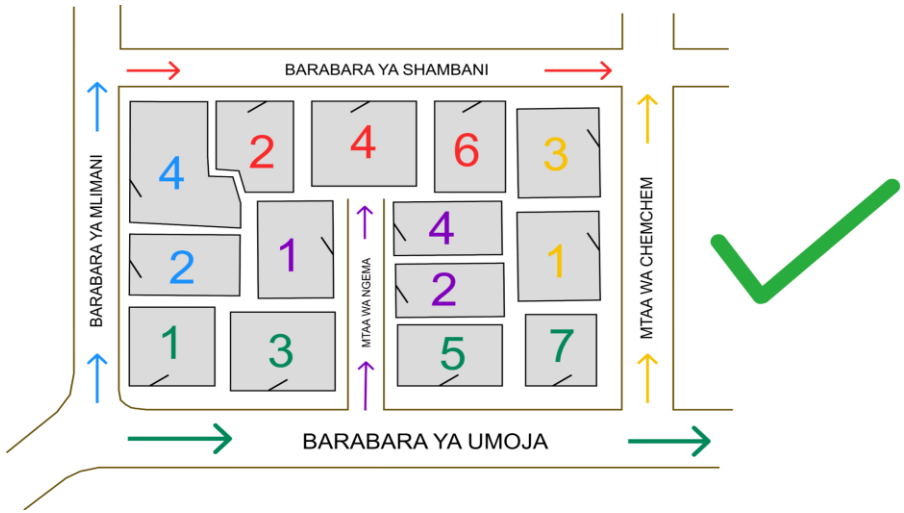 BARABARA YA SHAMBANI
BARABARA YA MLIMANI
4
2
4
6
3
2
1
MTAA WA NGEMA
4
2
1
MTAA WA CHEMCHEM
1
3
5
7
BARABARA YA UMOJA